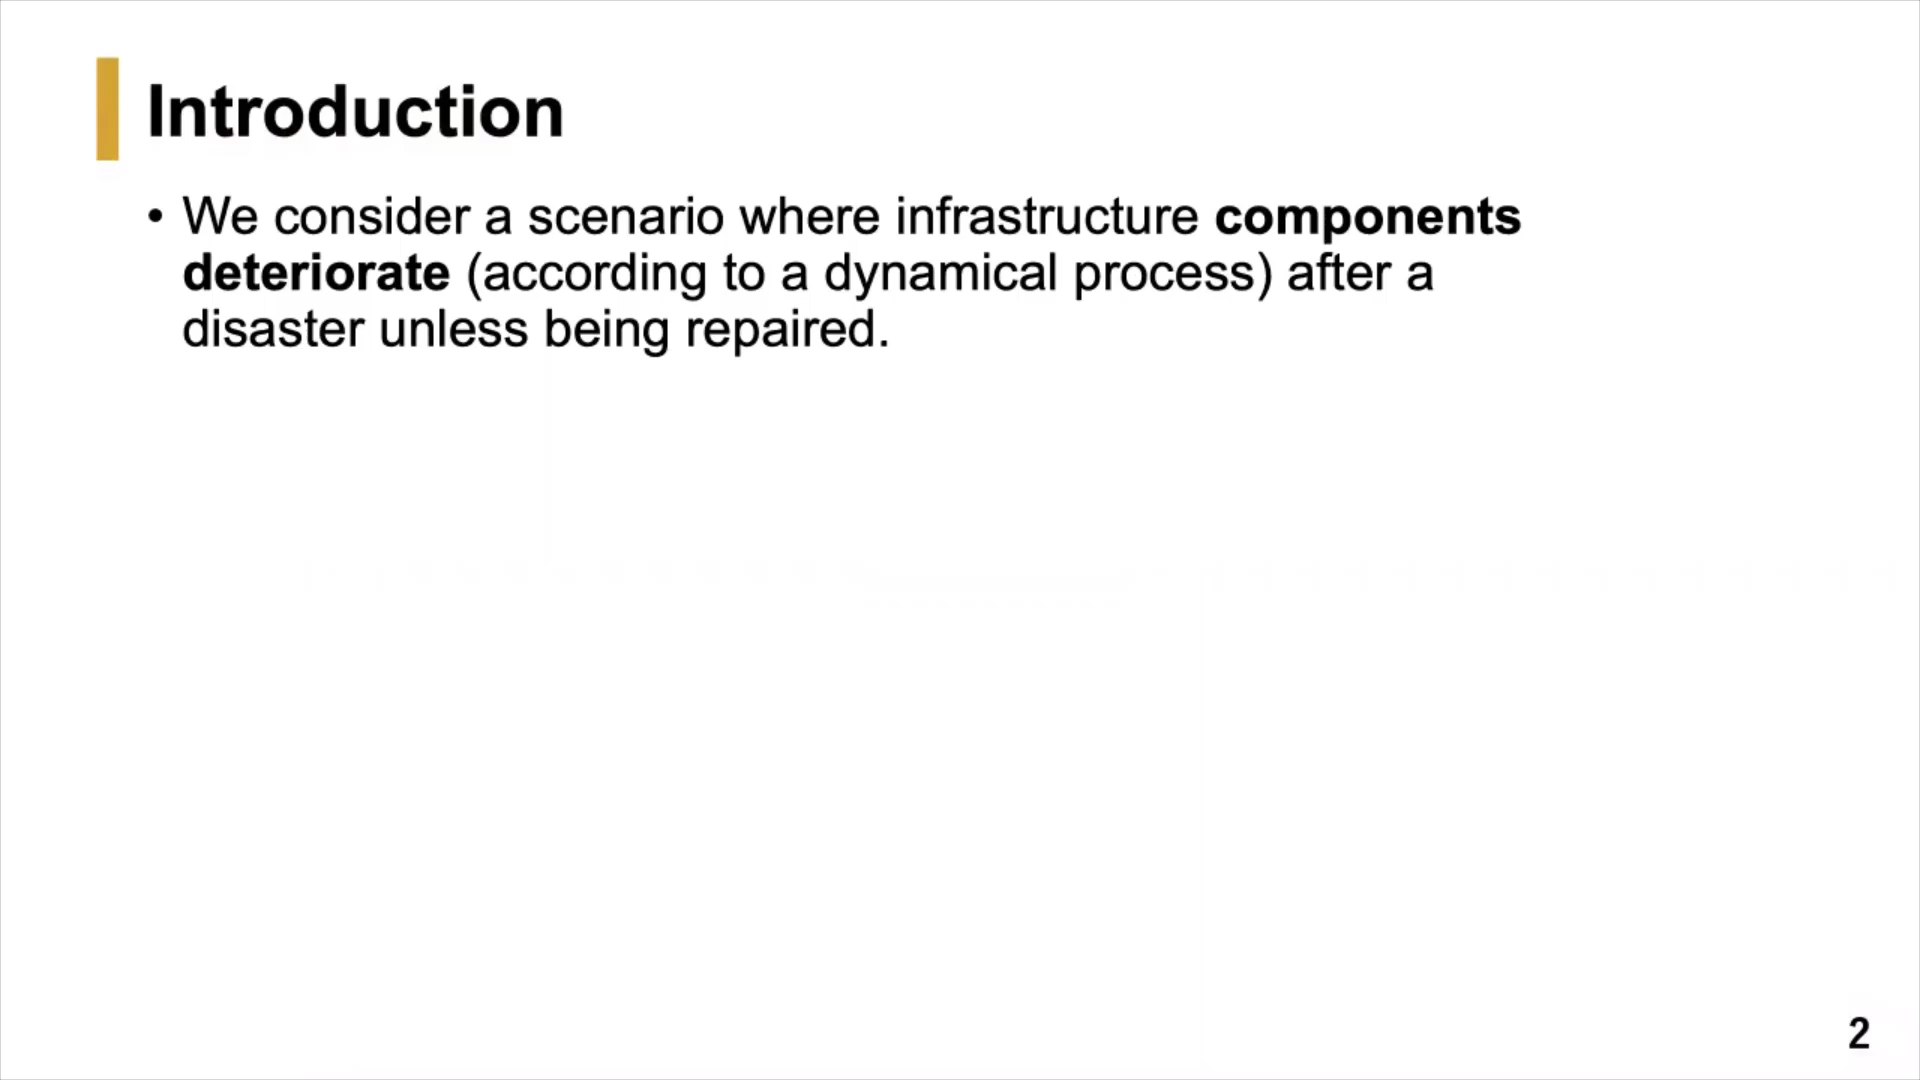 Introduction
• We consider a scenario where infrastructure components
deteriorate (according to a dynamical process) after a
disaster unless being repaired.
2